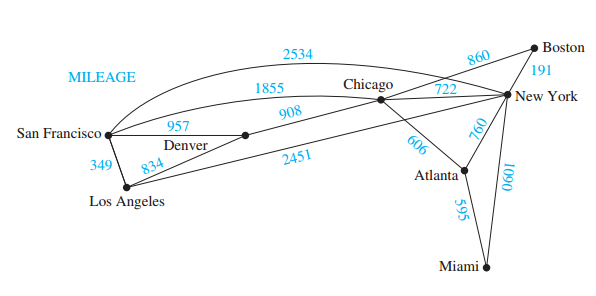 2534
860
Boston
MILEAGE
191
1855
Chicago
722
New York
908
957
San Francisco
Denver
760
606
349
834
2451
Atlanta
1090
Los Angeles
595
Miami